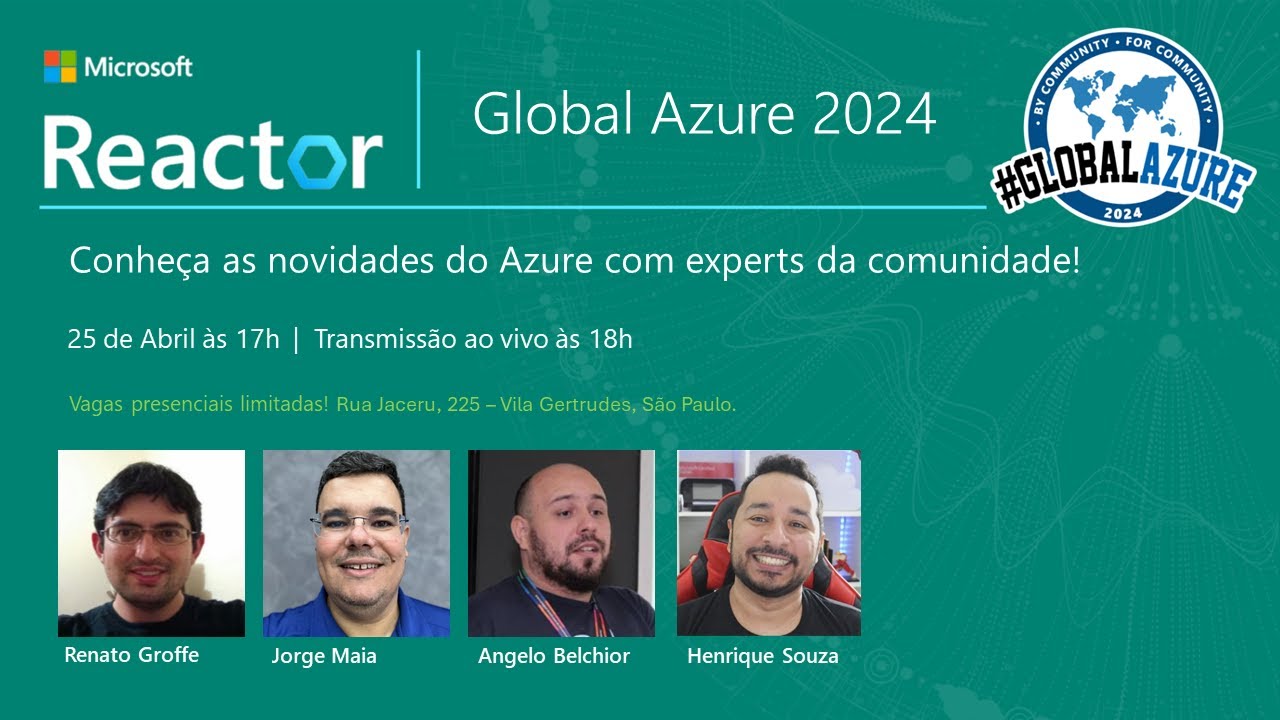 Microsoft
Reactor
Global Azure 2024
BY COMMUNITY • FOR COMMUNITY •
#GLOBALAZURE
2024
Conheça as novidades do Azure com experts da comunidade!
25 de Abril às 17h | Transmissão ao vivo às 18h
Vagas presenciais limitadas! Rua Jaceru, 225 – Vila Gertrudes, São Paulo.
Renato Groffe
Jorge Maia
Angelo Belchior
Henrique Souza